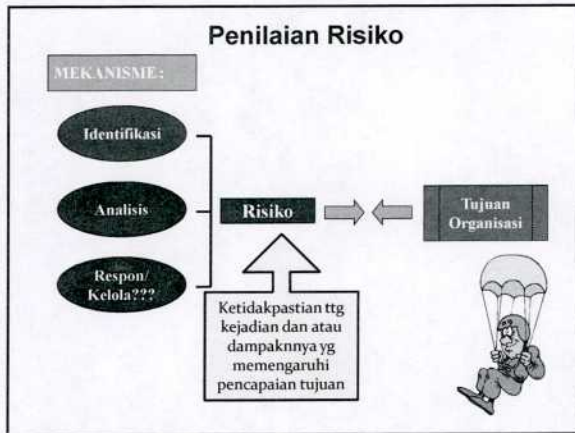 Penilaian Risiko
MEKANISME:
Identifikasi
Analisis
Respon/
Kelola???
Risiko
Tujuan
Organisasi
Ketidakpastian ttg
kejadian dan atau
dampaknnya yg
memengaruhi
pencapaian tujuan